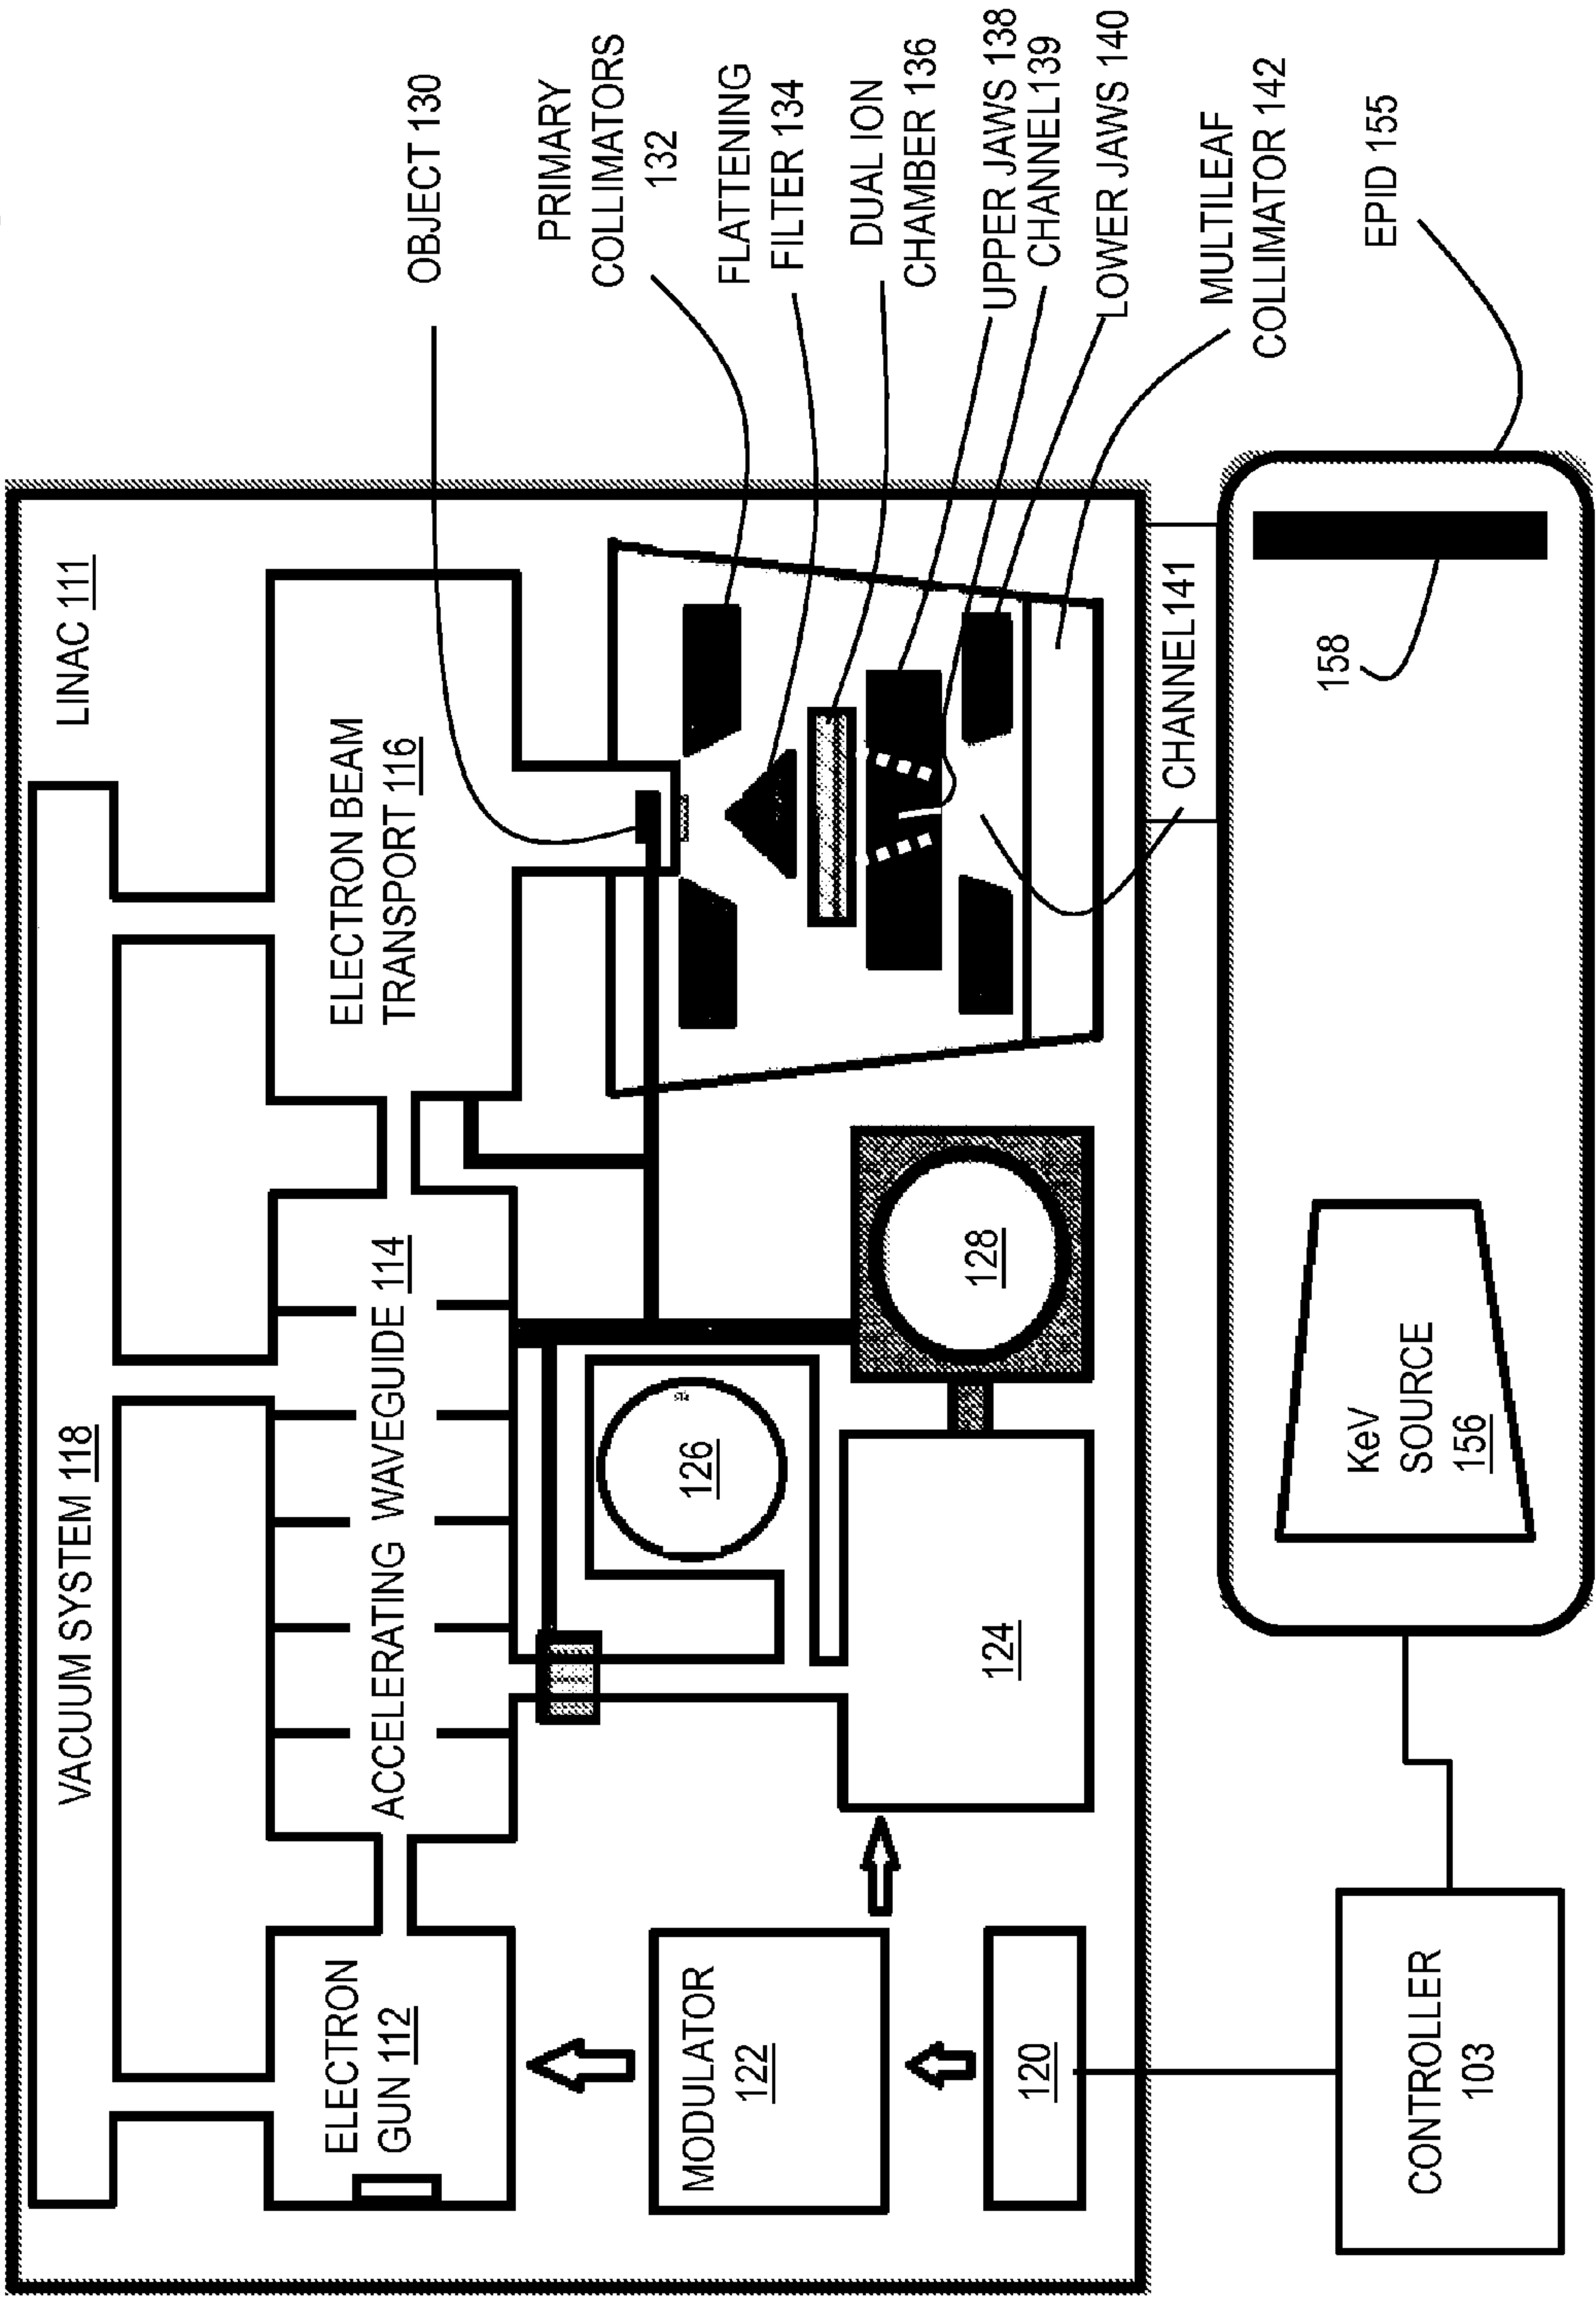 LINAC 111
VACUUM SYSTEM 118
ELECTRON
GUN 112
ACCELERATING WAVEGUIDE 114
ELECTRON BEAM
TRANSPORT 116
OBJECT 130
PRIMARY
COLLIMATORS
132
FLATTENING
FILTER 134
DUAL ION
CHAMBER 136
UPPER JAWS 138
CHANNEL139
LOWER JAWS 140
MULTILEAF
COLLIMATOR 142
MODULATOR
122
120
124
126
128
CHANNEL141
EPID 155
158
KeV
SOURCE
156
CONTROLLER
103